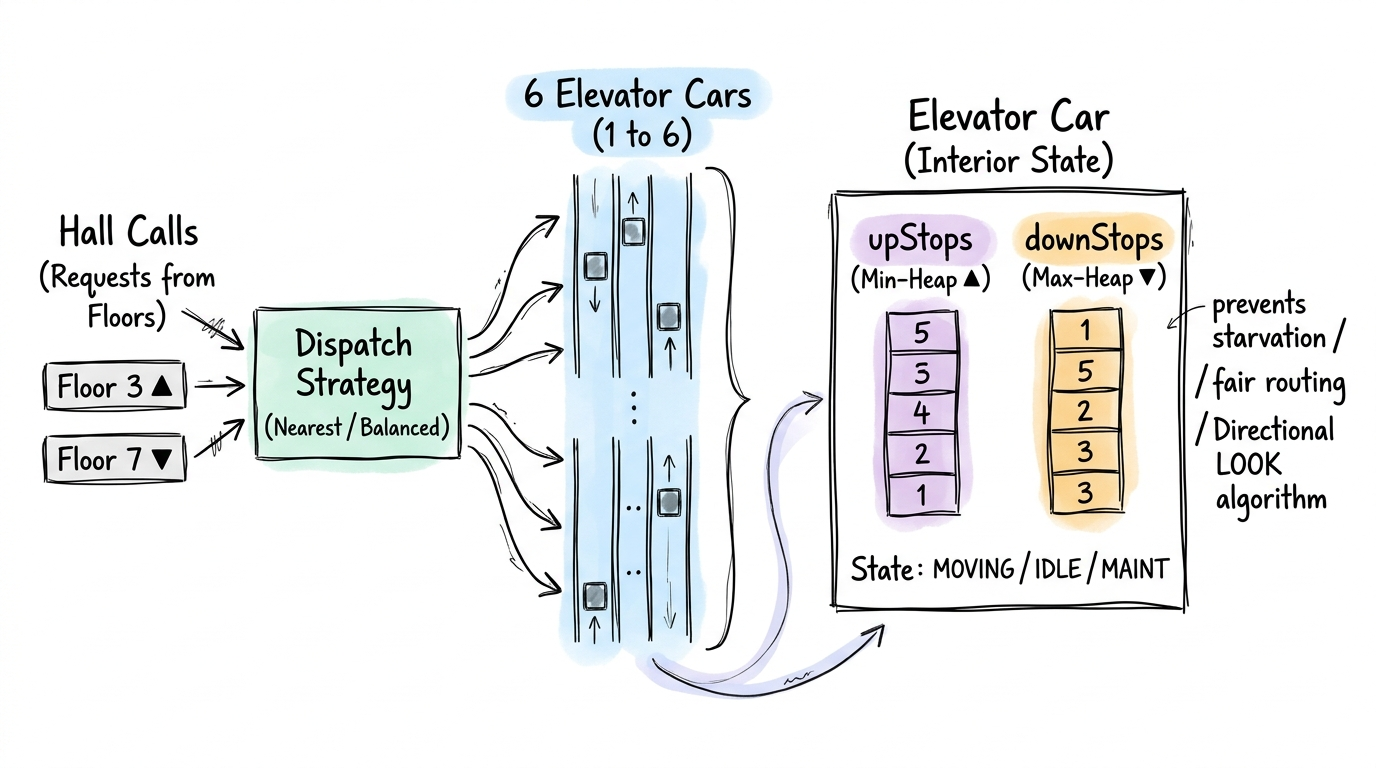 Hall Calls
(Requests from
Floors)
Floor 3 ▲
Floor 7 ▼
Dispatch
Strategy
(Nearest / Balanced)
6 Elevator Cars
(1 to 6)
Elevator Car
(Interior State)
upStops
(Min-Heap ▲)
5
3
4
2
1
downStops
(Max-Heap ▼)
1
5
2
3
3
State: MOVING / IDLE / MAINT
prevents
starvation /
/ fair routing
/ Directional
LOOK
algorithm